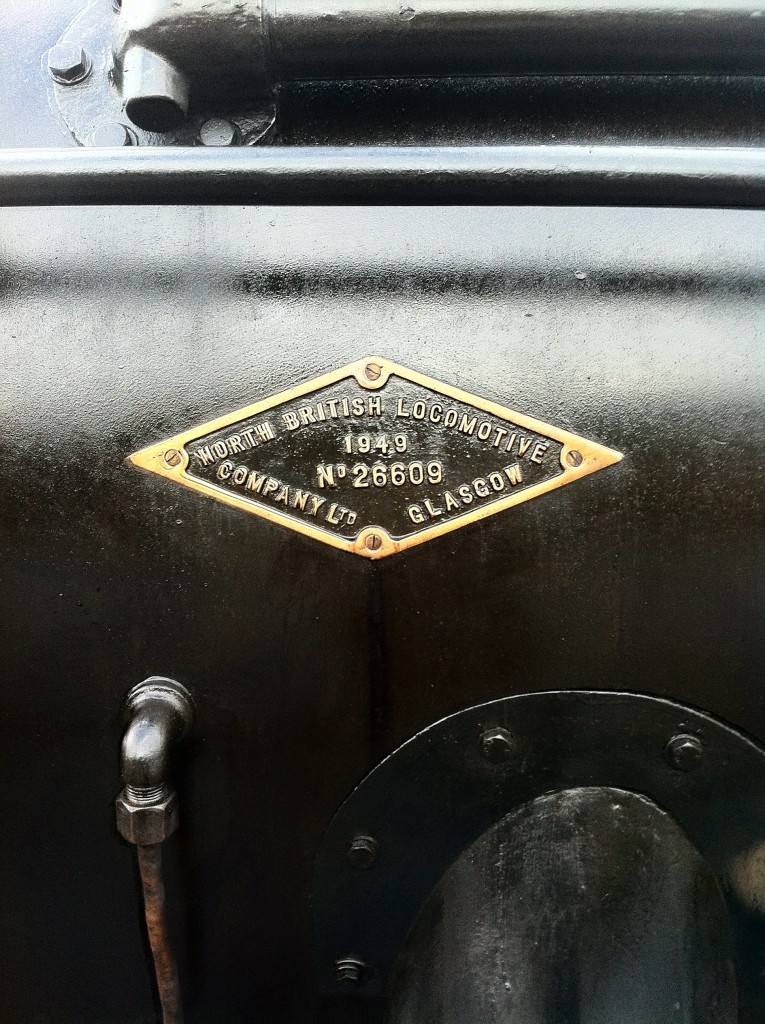 NORTH BRITISH LOCOMOTIVE
1949
NO 26609
COMPANY LTD GLASGOW